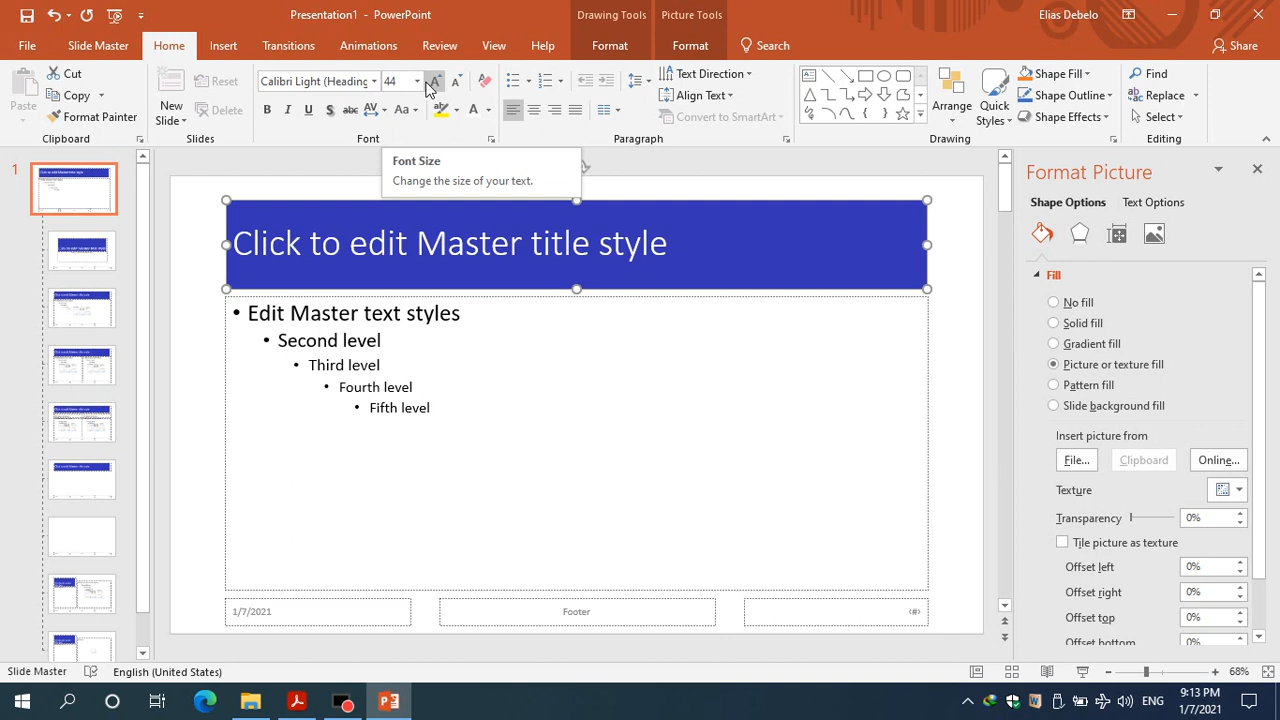 Presentation1 - PowerPoint
Drawing Tools
Picture Tools
Elias Debelo
File
Slide Master
Home
Insert
Transitions
Animations
Review
View
Help
Format
Format
Search
Share
Paste
Cut
Copy
Format Painter
Clipboard
New
Slide
Reset
Delete
Slides
Calibri Light (Heading
44
Font
Text Direction
Align Text
Convert to SmartArt
Paragraph
Arrange
Quick
Styles
Shape Fill
Shape Outline
Shape Effects
Drawing
Find
Replace
Select
Editing
Font Size
Change the size of your text.
1
Click to edit Master title style
• Edit Master text styles
• Second level
• Third level
• Fourth level
• Fifth level
1/7/2021
Footer
‹#›
Format Picture
Shape Options
Text Options
Fill
No fill
Solid fill
Gradient fill
Picture or texture fill
Pattern fill
Slide background fill
Insert picture from
File...
Clipboard
Online...
Texture
Transparency
0%
Tile picture as texture
Offset left
0%
Offset right
0%
Offset top
0%
Offset bottom
0%
Slide Master
English (United States)
68%
ENG
9:13 PM
1/7/2021